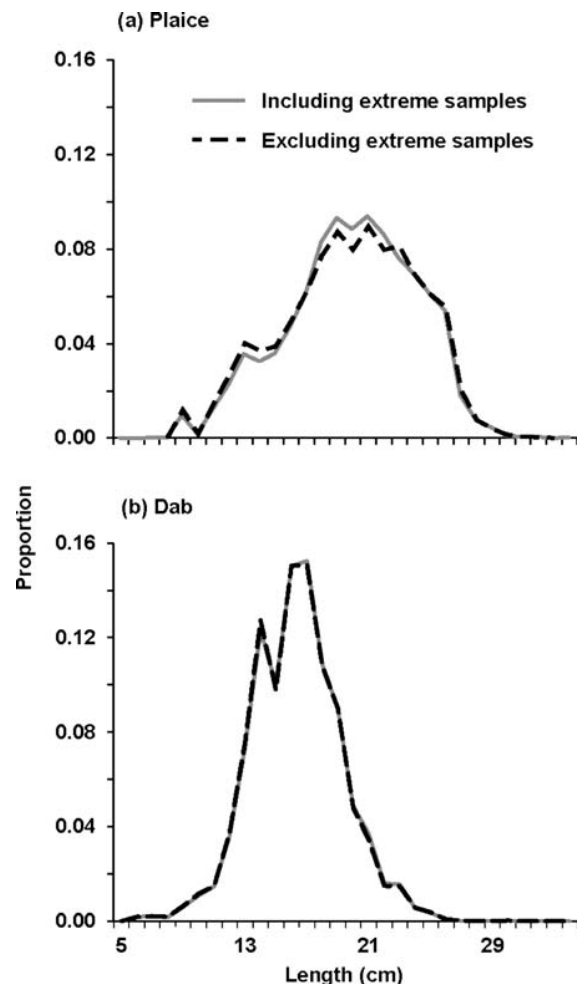 (a) Plaice
0.16
Including extreme samples
Excluding extreme samples
0.12
0.08
0.04
0.00
(b) Dab
Proportion
0.16
0.12
0.08
0.04
0.00
5 13 21 29
Length (cm)